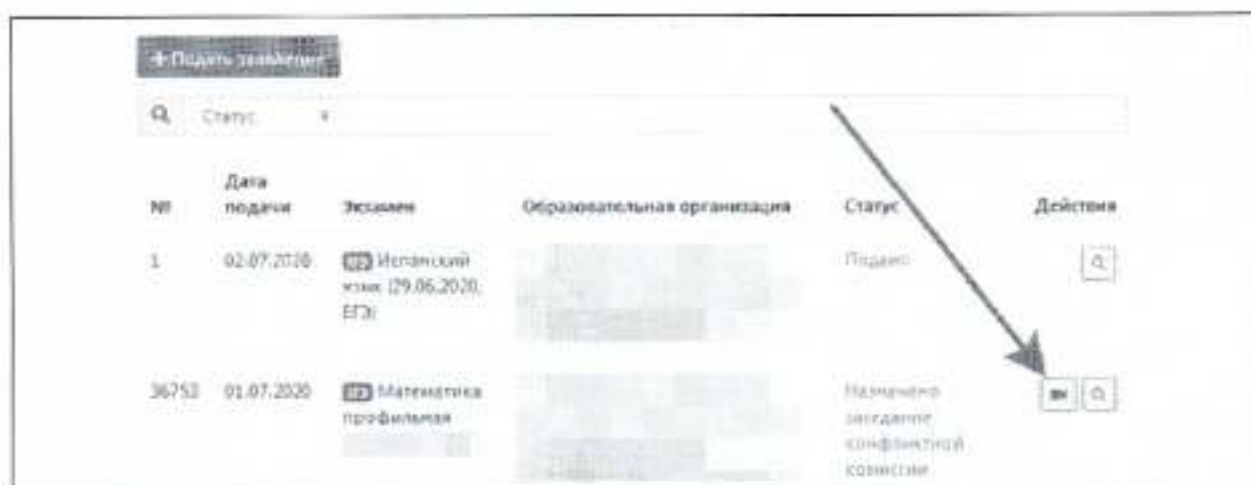 + Подать заявление
Статус
№ Дата подачи Экзамен Образовательная организация Статус Действия
1 02.07.2020 Испанский Подано
язык (29.06.2020,
ЕГЭ)
36753 01.07.2020 Математика Назначено
профильная заседание
конфликтной
комиссии